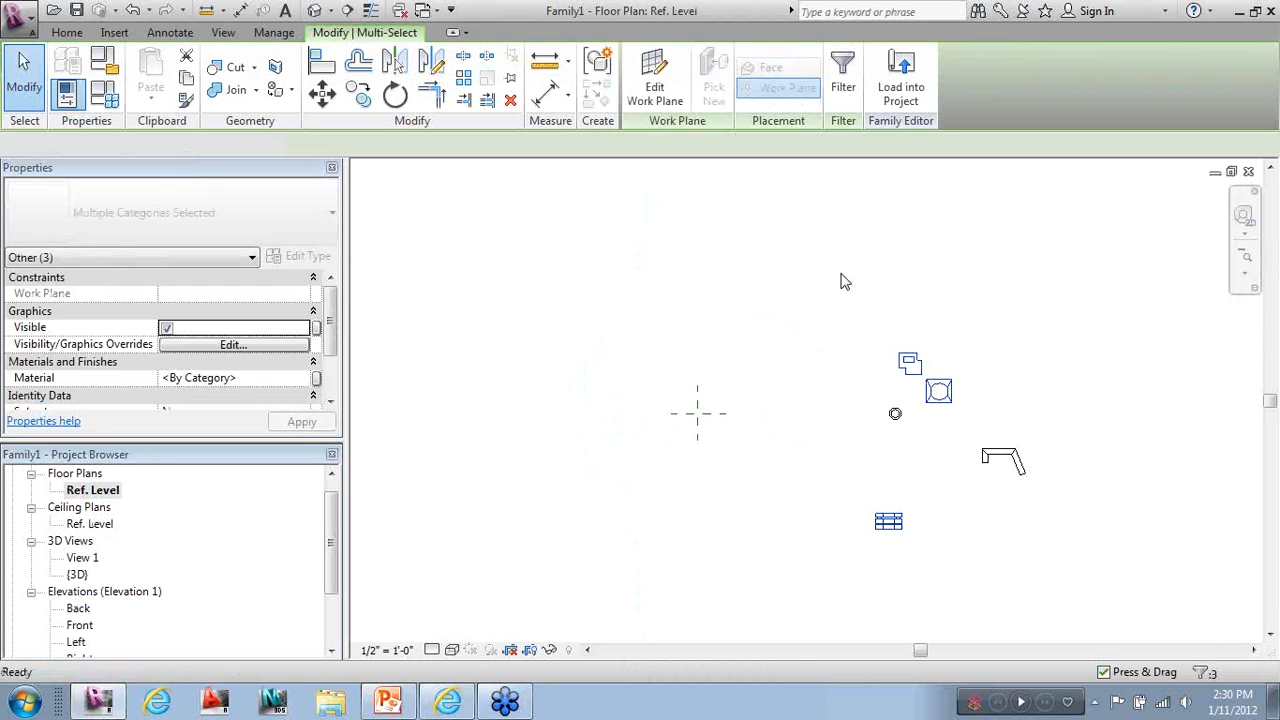 Family1 - Floor Plan: Ref. Level
Type a keyword or phrase
Sign In
Home
Insert
Annotate
View
Manage
Modify | Multi-Select
Modify
Paste
Cut
Join
Edit
Work Plane
Pick
New
Face
Work Plane
Filter
Load into
Project
Select
Properties
Clipboard
Geometry
Modify
Measure
Create
Work Plane
Placement
Filter
Family Editor
Properties
Multiple Categories Selected
Other (3)
Edit Type
Constraints
Work Plane
Graphics
Visible
Visibility/Graphics Overrides
Edit...
Materials and Finishes
Material
<By Category>
Identity Data
Properties help
Apply
Family1 - Project Browser
Floor Plans
Ref. Level
Ceiling Plans
Ref. Level
3D Views
View 1
{3D}
Elevations (Elevation 1)
Back
Front
Left
2D
1/2" = 1'-0"
Ready
Press & Drag
:3
2:30 PM
1/11/2012